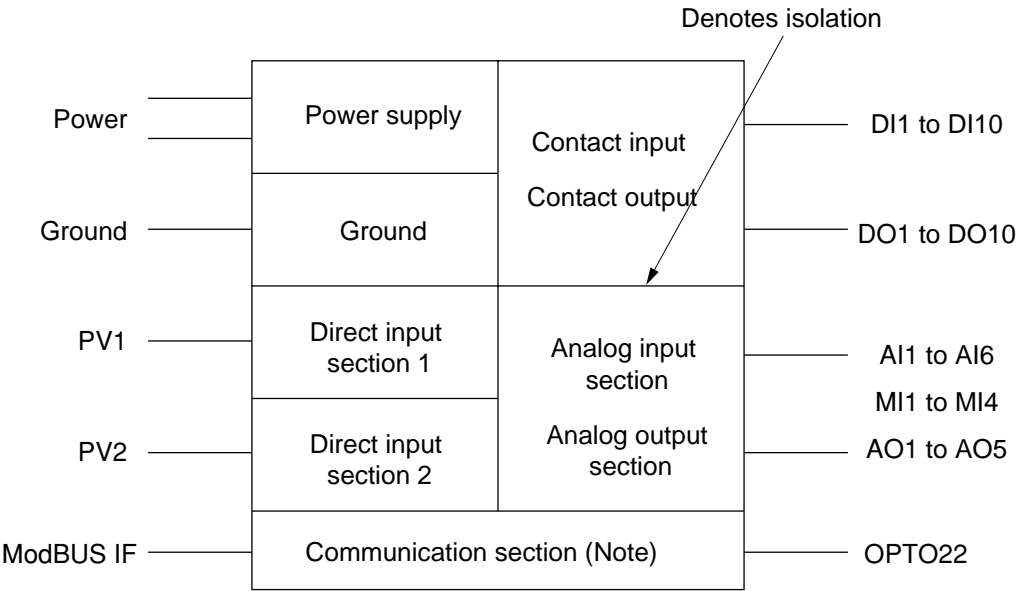 Denotes isolation
Power
Power supply
Contact input
DI1 to DI10
Contact output
Ground
Ground
DO1 to DO10
PV1
Direct input
section 1
Analog input
section
AI1 to AI6
MI1 to MI4
PV2
Direct input
section 2
Analog output
section
AO1 to AO5
ModBUS IF
Communication section (Note)
OPTO22